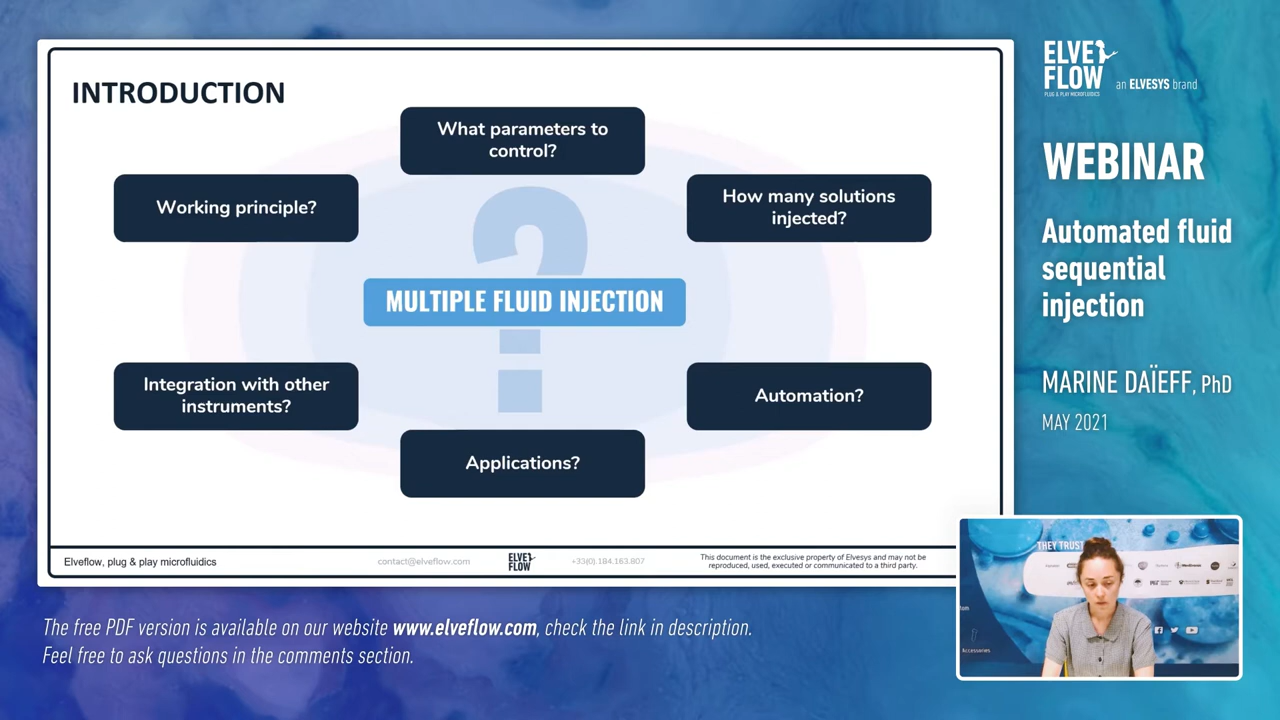 INTRODUCTION
What parameters to
control?
Working principle?
How many solutions
injected?
MULTIPLE FLUID INJECTION
Integration with other
instruments?
Automation?
Applications?
Elveflow, plug & play microfluidics
contact@elveflow.com
ELVE
FLOW
+33(0).184.163.807
This document is the exclusive property of Elvesys and may not be
reproduced, used, executed or communicated to a third party.
ELVE
FLOW
PLUG & PLAY MICROFLUIDICS
an ELVESYS brand
WEBINAR
Automated fluid
sequential
injection
MARINE DAÏEFF, PhD
MAY 2021
THEY TRUST
Accessories
The free PDF version is available on our website www.elveflow.com, check the link in description.
Feel free to ask questions in the comments section.